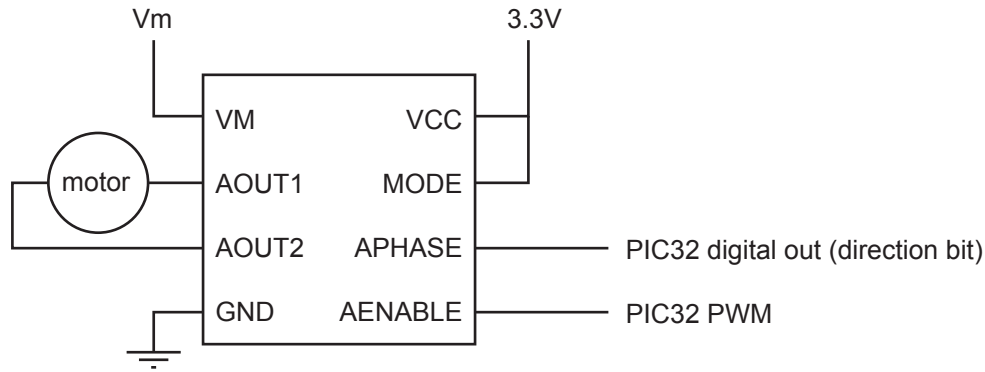 Vm
3.3V
VM
VCC
motor
AOUT1
MODE
AOUT2
APHASE
PIC32 digital out (direction bit)
GND
AENABLE
PIC32 PWM